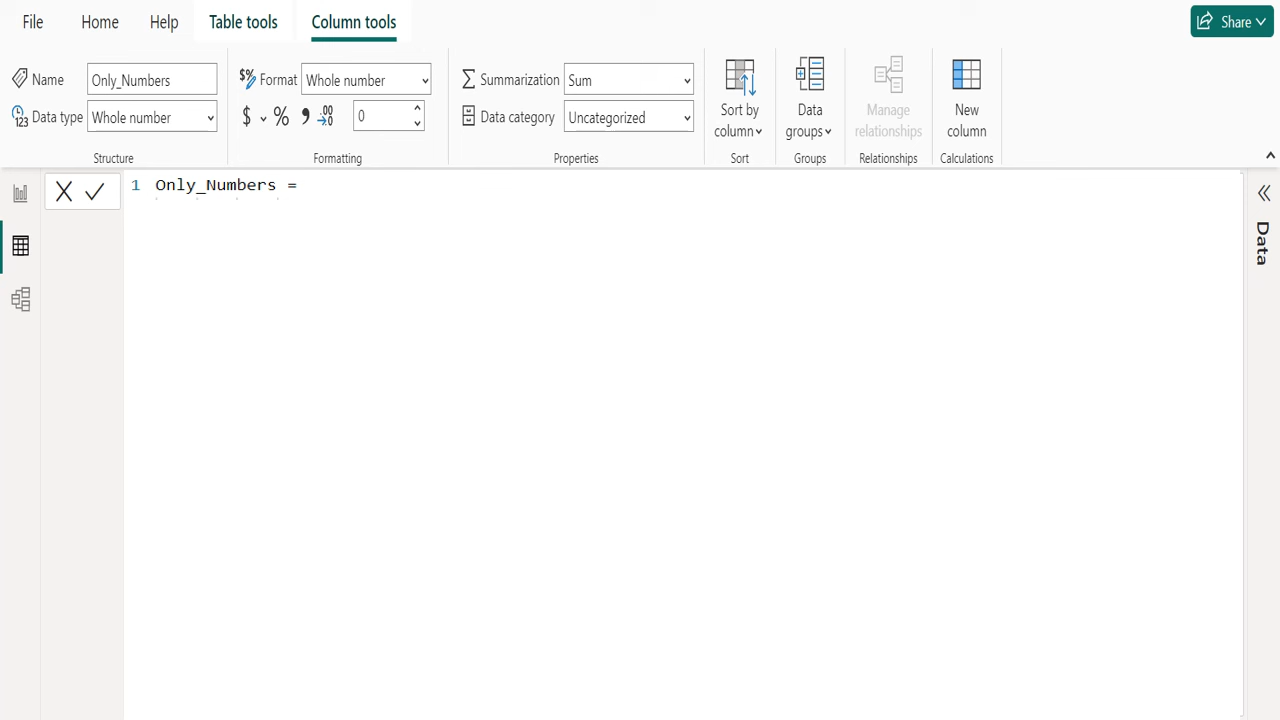 File Home Help Table tools Column tools Share
Name Only_Numbers $% Format Whole number Summarization Sum
Data type Whole number $ % 9 .00 0 Data category Uncategorized
Sort by column
Data groups
Manage relationships
New column
Structure Formatting Properties Sort Groups Relationships Calculations
1 Only_Numbers =
Data